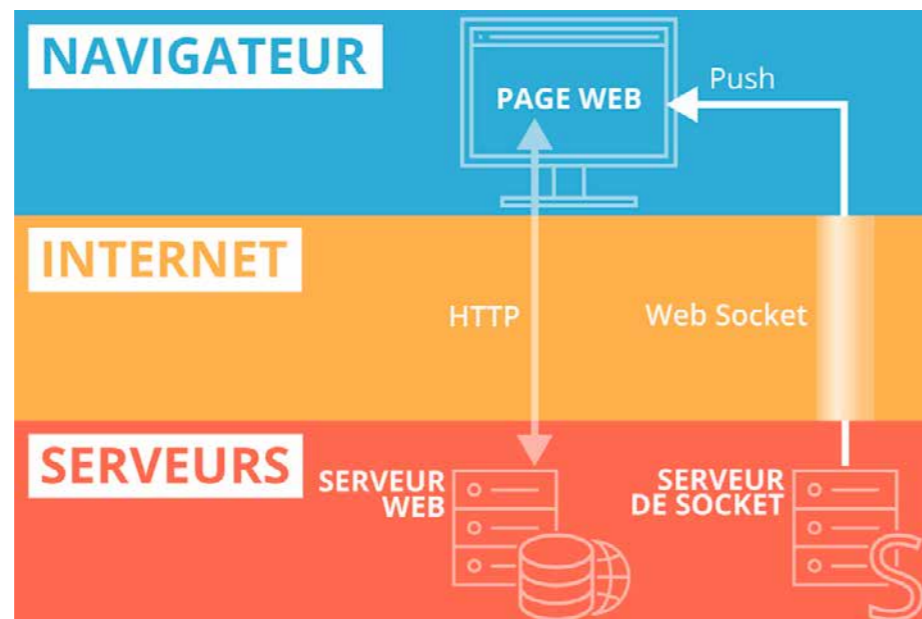 NAVIGATEUR
PAGE WEB
Push
INTERNET
HTTP
Web Socket
SERVEURS
SERVEUR
WEB
SERVEUR
DE SOCKET
S